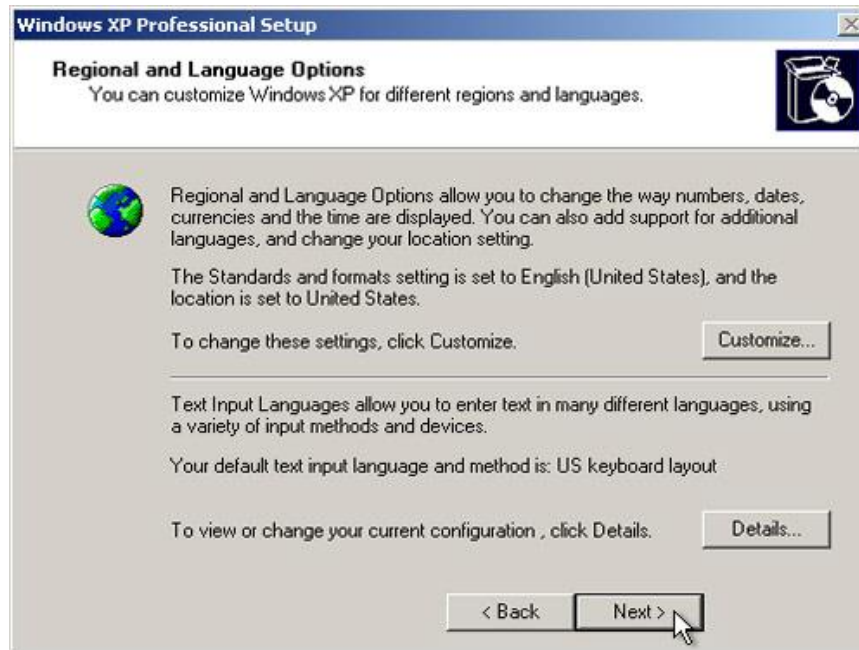 Windows XP Professional Setup
Regional and Language Options
You can customize Windows XP for different regions and languages.
Regional and Language Options allow you to change the way numbers, dates,
currencies and the time are displayed. You can also add support for additional
languages, and change your location setting.
The Standards and formats setting is set to English (United States), and the
location is set to United States.
To change these settings, click Customize.
Customize...
Text Input Languages allow you to enter text in many different languages, using
a variety of input methods and devices.
Your default text input language and method is: US keyboard layout
To view or change your current configuration , click Details.
Details...
< Back
Next >